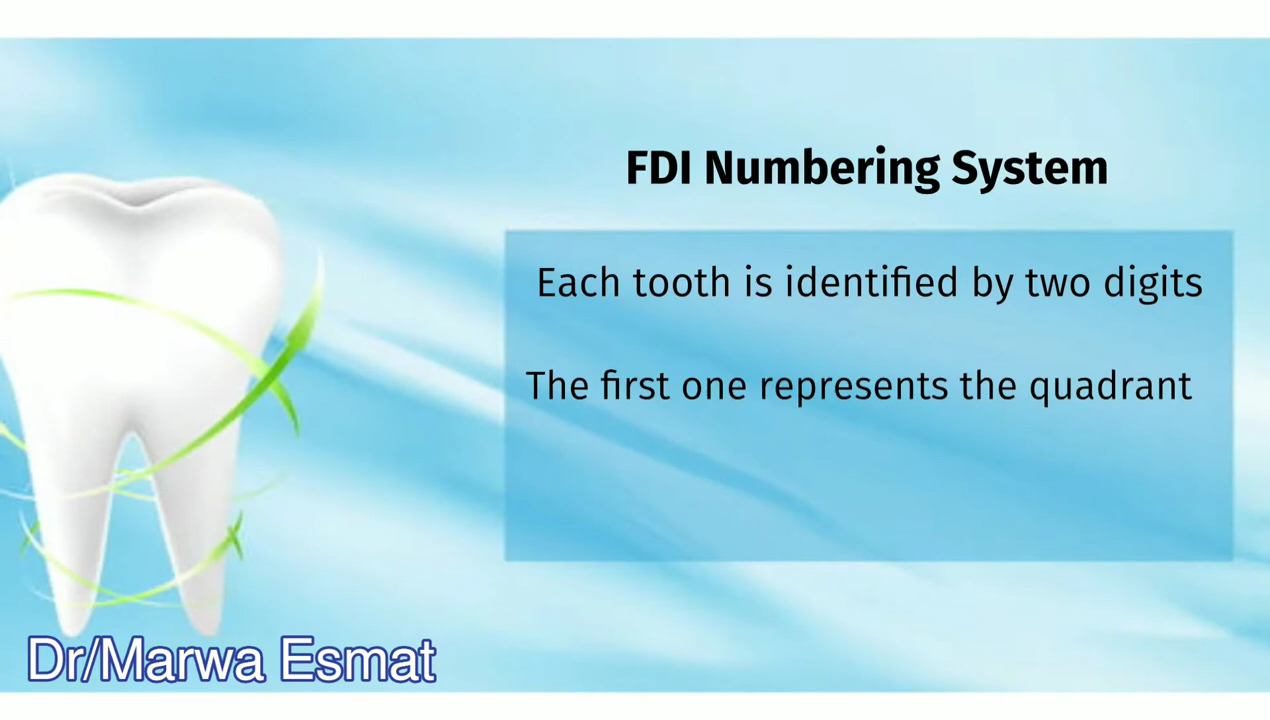 FDI Numbering System
Each tooth is identified by two digits
The first one represents the quadrant
Dr/Marwa Esmat